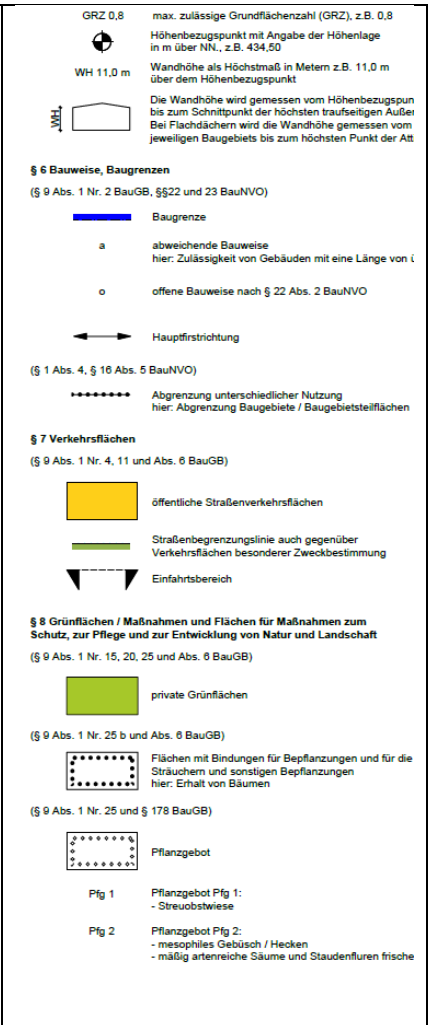 GRZ 0,8 max. zulässige Grundflächenzahl (GRZ), z.B. 0,8
Höhenbezugspunkt mit Angabe der Höhenlage
in m über NN., z.B. 434,50
WH 11,0 m Wandhöhe als Höchstmaß in Metern z.B. 11,0 m
über dem Höhenbezugspunkt
WH Die Wandhöhe wird gemessen vom Höhenbezugspun
bis zum Schnittpunkt der höchsten traufseitigen Außer
Bei Flachdächern wird die Wandhöhe gemessen vom
jeweiligen Baugebiets bis zum höchsten Punkt der Att
§ 6 Bauweise, Baugrenzen
(§ 9 Abs. 1 Nr. 2 BauGB, §§22 und 23 BauNVO)
Baugrenze
a abweichende Bauweise
hier: Zulässigkeit von Gebäuden mit eine Länge von ü
o offene Bauweise nach § 22 Abs. 2 BauNVO
Hauptfirstrichtung
(§ 1 Abs. 4, § 16 Abs. 5 BauNVO)
Abgrenzung unterschiedlicher Nutzung
hier: Abgrenzung Baugebiete / Baugebietsteilflächen
§ 7 Verkehrsflächen
(§ 9 Abs. 1 Nr. 4, 11 und Abs. 6 BauGB)
öffentliche Straßenverkehrsflächen
Straßenbegrenzungslinie auch gegenüber
Verkehrsflächen besonderer Zweckbestimmung
Einfahrtsbereich
§ 8 Grünflächen / Maßnahmen und Flächen für Maßnahmen zum
Schutz, zur Pflege und zur Entwicklung von Natur und Landschaft
(§ 9 Abs. 1 Nr. 15, 20, 25 und Abs. 6 BauGB)
private Grünflächen
(§ 9 Abs. 1 Nr. 25 b und Abs. 6 BauGB)
Flächen mit Bindungen für Bepflanzungen und für die
Sträuchern und sonstigen Bepflanzungen
hier: Erhalt von Bäumen
(§ 9 Abs. 1 Nr. 25 und § 178 BauGB)
Pflanzgebot
Pfg 1 Pflanzgebot Pfg 1:
- Streuobstwiese
Pfg 2 Pflanzgebot Pfg 2:
- mesophiles Gebüsch / Hecken
- mäßig artenreiche Säume und Staudenfluren frische